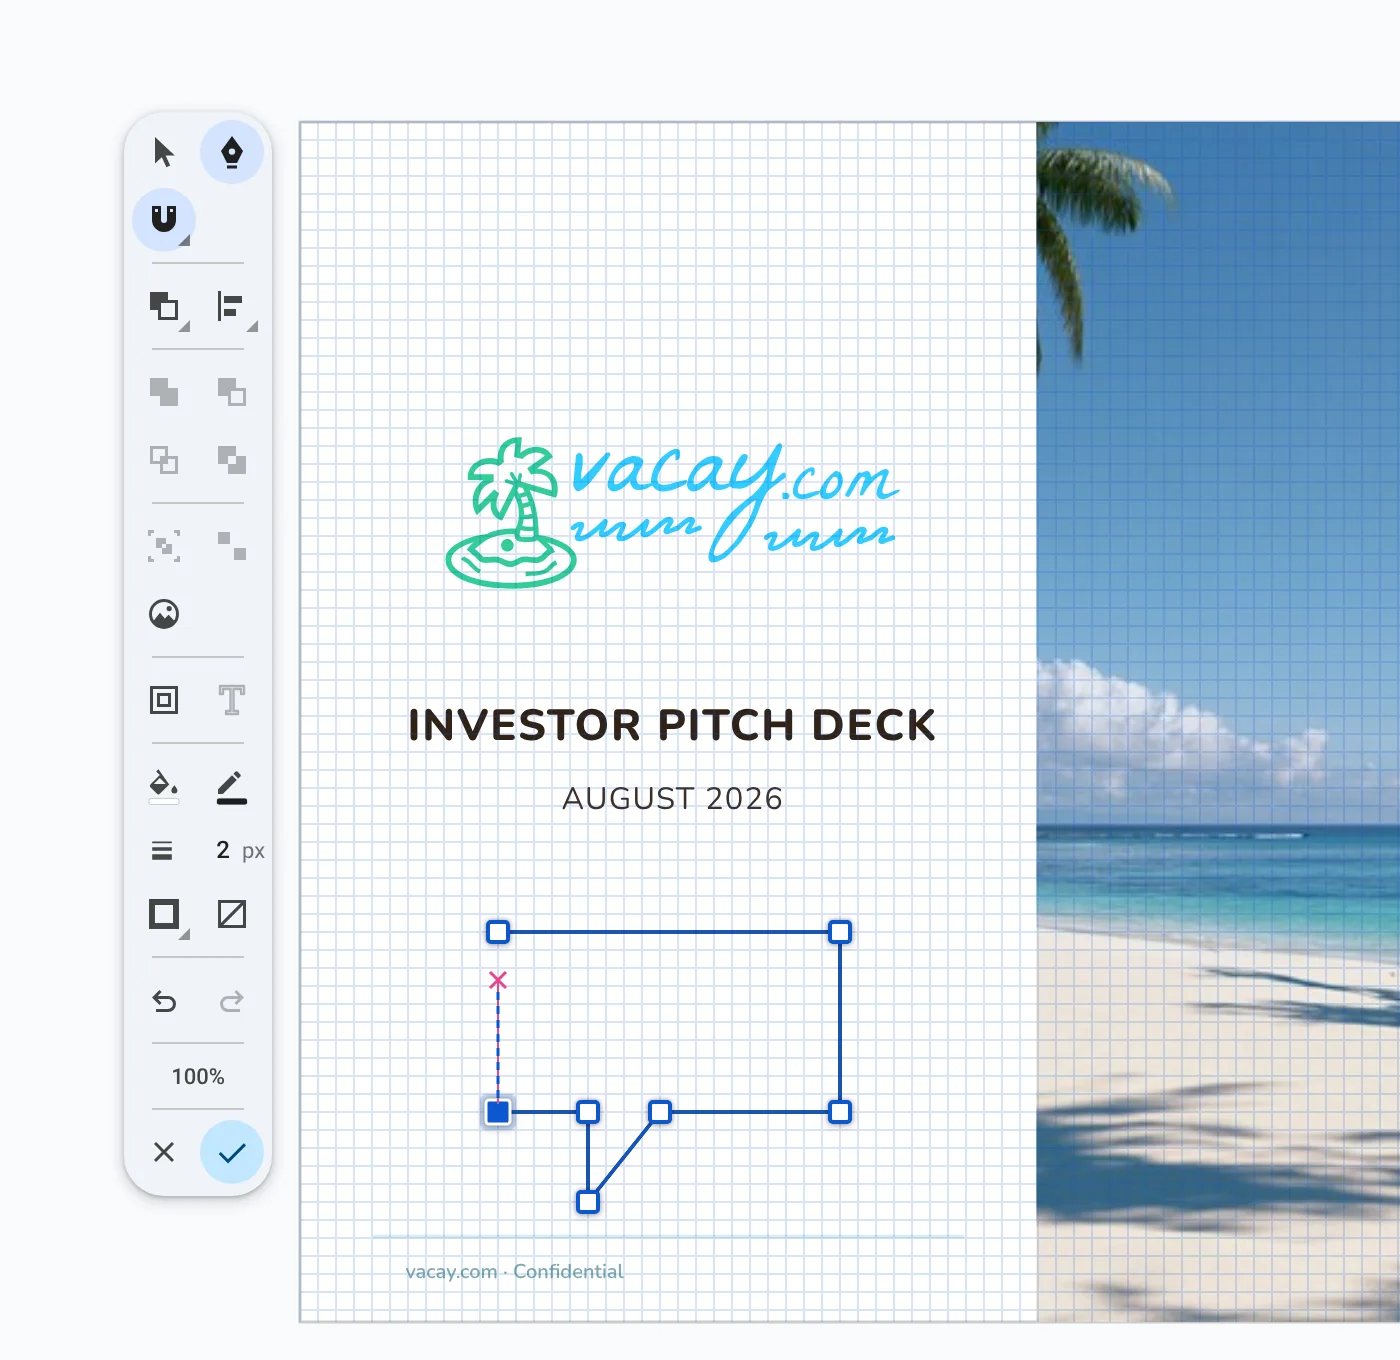 vacay.com
INVESTOR PITCH DECK
AUGUST 2026
2 px
100%
vacay.com · Confidential